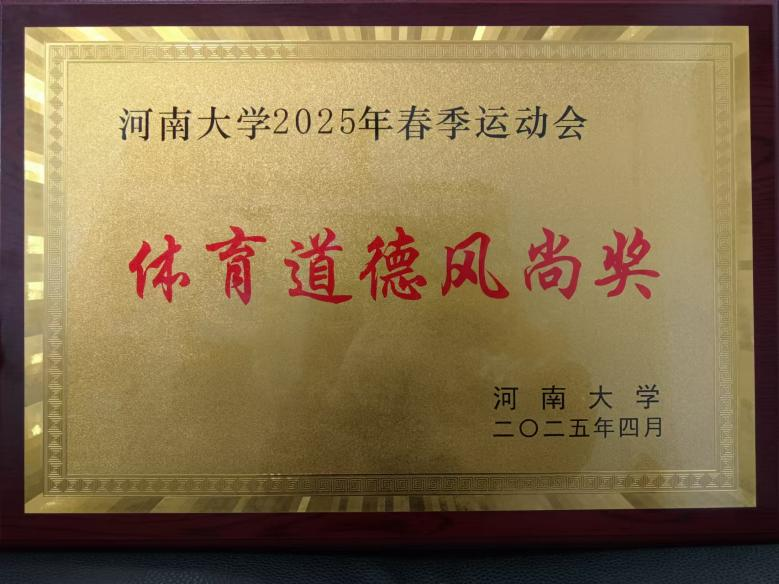 河南大学2025年春季运动会
体育道德风尚奖
河南大学
二〇二五年四月